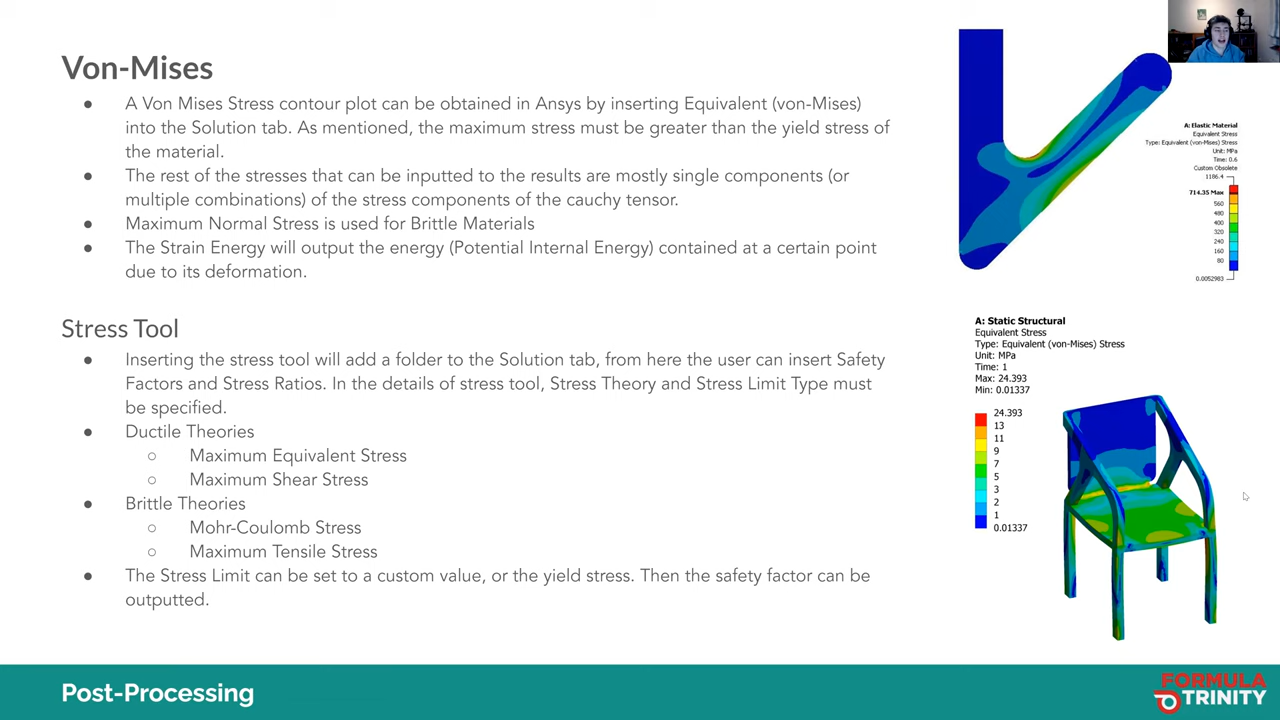 Von-Mises
● A Von Mises Stress contour plot can be obtained in Ansys by inserting Equivalent (von-Mises)
into the Solution tab. As mentioned, the maximum stress must be greater than the yield stress of
the material.
● The rest of the stresses that can be inputted to the results are mostly single components (or
multiple combinations) of the stress components of the cauchy tensor.
● Maximum Normal Stress is used for Brittle Materials
● The Strain Energy will output the energy (Potential Internal Energy) contained at a certain point
due to its deformation.
Stress Tool
● Inserting the stress tool will add a folder to the Solution tab, from here the user can insert Safety
Factors and Stress Ratios. In the details of stress tool, Stress Theory and Stress Limit Type must
be specified.
● Ductile Theories
○ Maximum Equivalent Stress
○ Maximum Shear Stress
● Brittle Theories
○ Mohr-Coulomb Stress
○ Maximum Tensile Stress
● The Stress Limit can be set to a custom value, or the yield stress. Then the safety factor can be
outputted.
A: Elastic Material
Equivalent Stress
Type: Equivalent (von-Mises) Stress
Unit: MPa
Time: 0.6
Custom Obsolete
1186.4
714.35 Max
560
480
400
320
240
160
80
0.0052983
A: Static Structural
Equivalent Stress
Type: Equivalent (von-Mises) Stress
Unit: MPa
Time: 1
Max: 24.393
Min: 0.01337
24.393
13
11
9
7
5
3
2
1
0.01337
Post-Processing
FORMULA
TRINITY